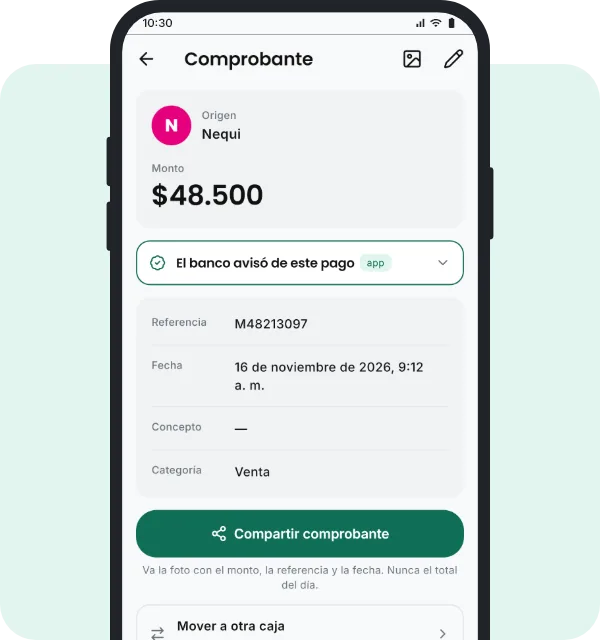 10:30
Comprobante
N
Origen
Nequi
Monto
$48.500
El banco avisó de este pago app
Referencia M48213097
Fecha 16 de noviembre de 2026, 9:12
a. m.
Concepto —
Categoría Venta
Compartir comprobante
Va la foto con el monto, la referencia y la fecha. Nunca el total
del día.
Mover a otra caja